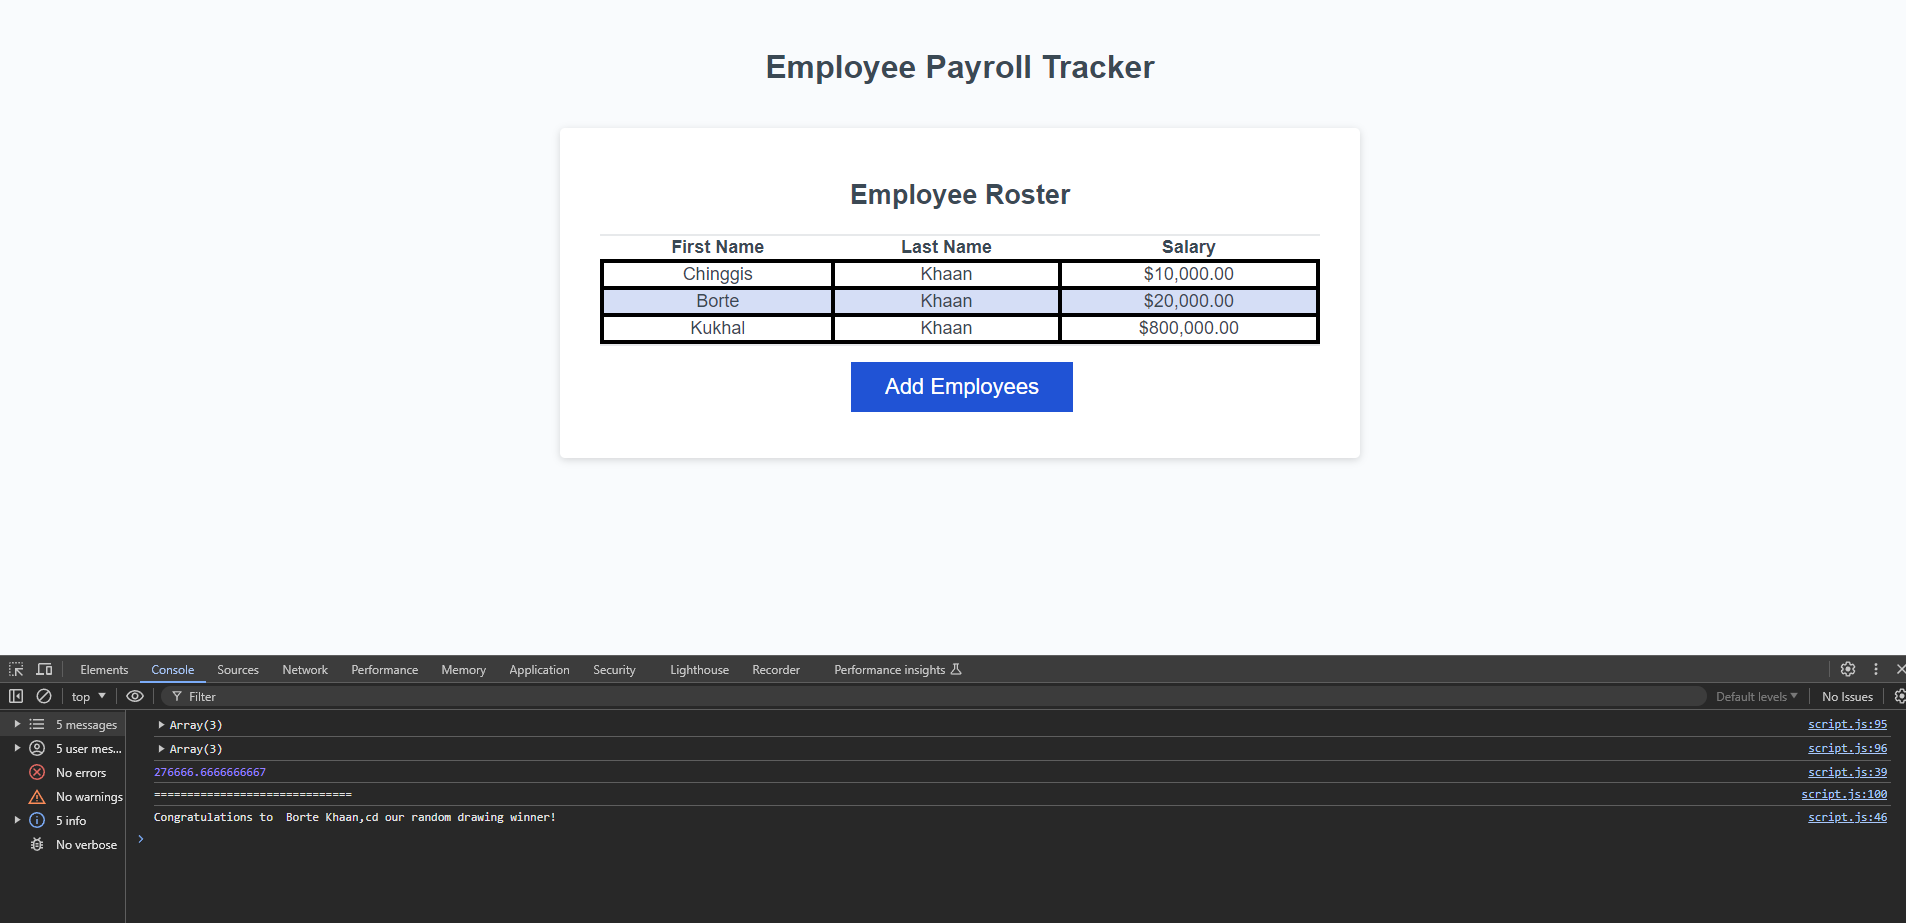 Employee Payroll Tracker
Employee Roster
First Name Last Name Salary
Chinggis Khaan $10,000.00
Borte Khaan $20,000.00
Kukhal Khaan $800,000.00
Add Employees
Elements Console Sources Network Performance Memory Application Security Lighthouse Recorder Performance insights
top Filter Default levels No Issues
5 messages
5 user mes...
No errors
No warnings
5 info
No verbose
Array(3) script.js:95
Array(3) script.js:96
276666.6666666667 script.js:39
============================== script.js:100
Congratulations to  Borte Khaan,cd our random drawing winner! script.js:46